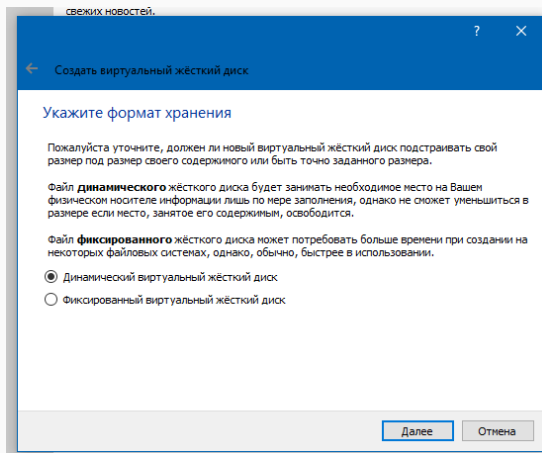 свежих новостей.
?
Создать виртуальный жёсткий диск
Укажите формат хранения
Пожалуйста уточните, должен ли новый виртуальный жёсткий диск подстраивать свой
размер под размер своего содержимого или быть точно заданного размера.
Файл динамического жёсткого диска будет занимать необходимое место на Вашем
физическом носителе информации лишь по мере заполнения, однако не сможет уменьшиться в
размере если место, занятое его содержимым, освободится.
Файл фиксированного жёсткого диска может потребовать больше времени при создании на
некоторых файловых системах, однако, обычно, быстрее в использовании.
Динамический виртуальный жёсткий диск
Фиксированный виртуальный жёсткий диск
Далее Отмена